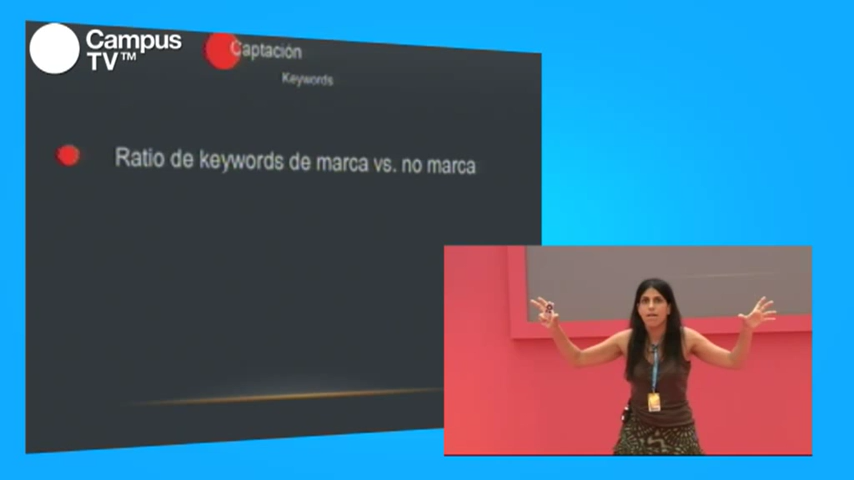 Campus
TV™
Captación
Keywords
Ratio de keywords de marca vs. no marca